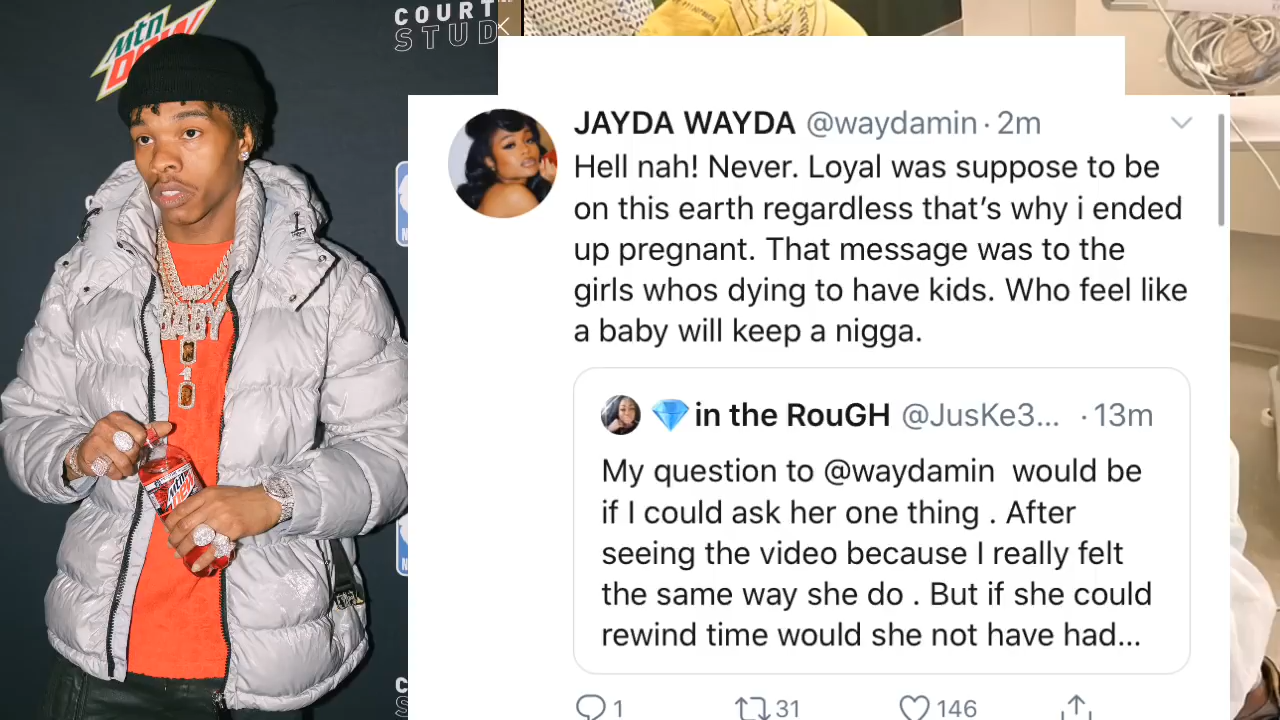 mtn
COURT
STUD
BABY
JAYDA WAYDA @waydamin · 2m
Hell nah! Never. Loyal was suppose to be
on this earth regardless that's why i ended
up pregnant. That message was to the
girls whos dying to have kids. Who feel like
a baby will keep a nigga.
💎 in the RouGH @JusKe3... · 13m
My question to @waydamin would be
if I could ask her one thing . After
seeing the video because I really felt
the same way she do . But if she could
rewind time would she not have had...
1 31 146